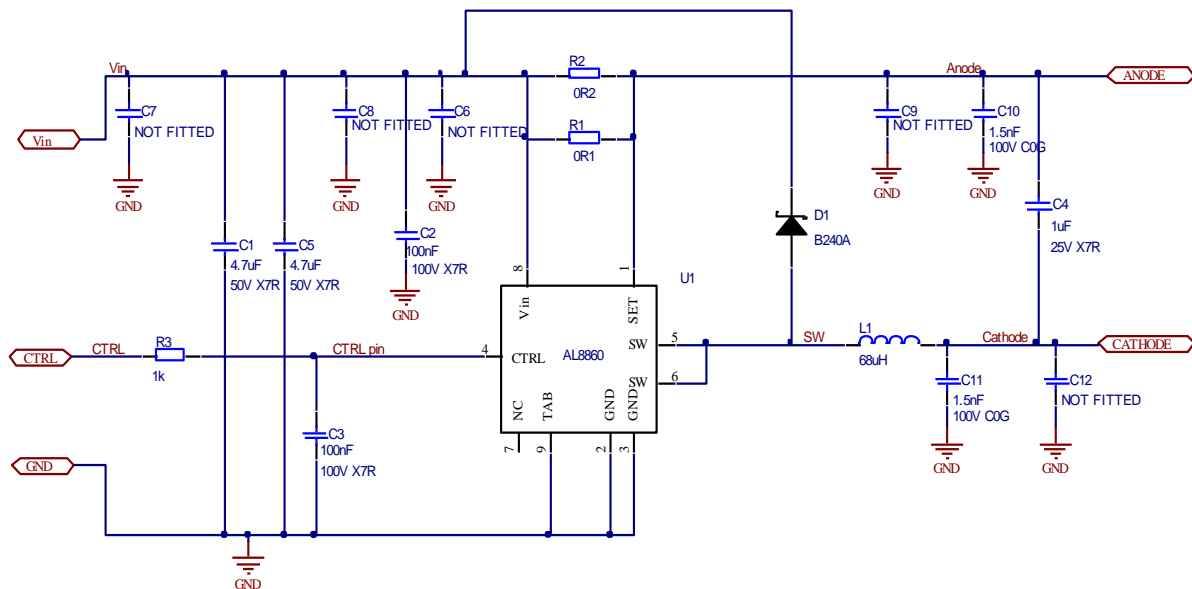 Vin
R2
0R2
Anode
ANODE
C7
NOT FITTED
C8
NOT FITTED
C6
NOT FITTED
R1
0R1
C9
NOT FITTED
C10
1.5nF
100V C0G
Vin
GND
GND
GND
GND
GND
C4
1uF
25V X7R
D1
B240A
C1
4.7uF
50V X7R
C5
4.7uF
50V X7R
C2
100nF
100V X7R
GND
8
1
U1
Vin
SET
SW
5
SW
L1
68uH
Cathode
CATHODE
CTRL
CTRL
R3
1k
CTRL pin
4
CTRL
AL8860
SW
6
C11
1.5nF
100V C0G
C12
NOT FITTED
NC
TAB
GND
GND
7
9
2
3
C3
100nF
100V X7R
GND
GND
GND
GND